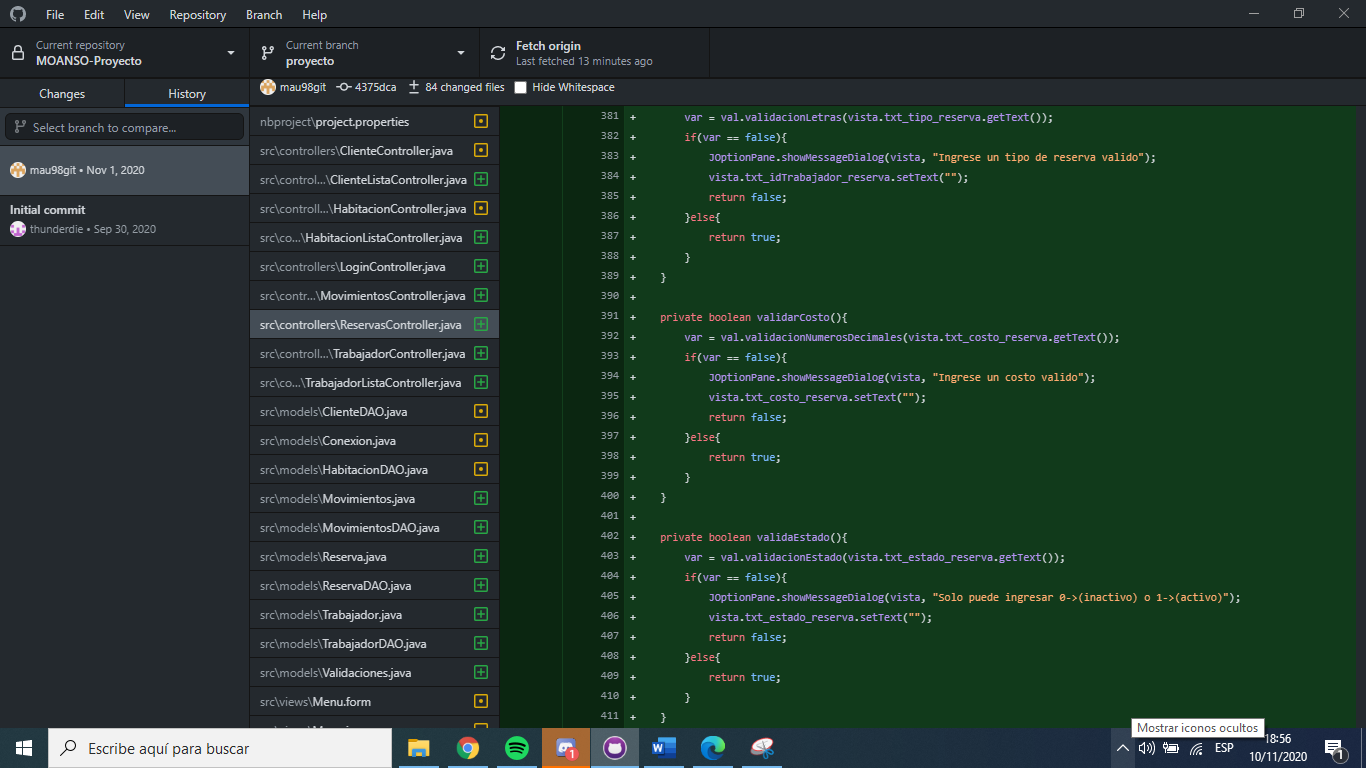 File Edit View Repository Branch Help
Current repository
MOANSO-Proyecto
Current branch
proyecto
Fetch origin
Last fetched 13 minutes ago
Changes History
Select branch to compare...
mau98git • Nov 1, 2020
Initial commit
thunderdie • Sep 30, 2020
mau98git 4375dca 84 changed files Hide Whitespace
nbproject\project.properties
src\controllers\ClienteController.java
src\control...\ClienteListaController.java
src\controll...\HabitacionController.java
src\co...\HabitacionListaController.java
src\controllers\LoginController.java
src\contr...\MovimientosController.java
src\controllers\ReservasController.java
src\controll...\TrabajadorController.java
src\co...\TrabajadorListaController.java
src\models\ClienteDAO.java
src\models\Conexion.java
src\models\HabitacionDAO.java
src\models\Movimientos.java
src\models\MovimientosDAO.java
src\models\Reserva.java
src\models\ReservaDAO.java
src\models\Trabajador.java
src\models\TrabajadorDAO.java
src\models\Validaciones.java
src\views\Menu.form
381 + var = val.validacionLetras(vista.txt_tipo_reserva.getText());
382 + if(var == false){
383 + JOptionPane.showMessageDialog(vista, "Ingrese un tipo de reserva valido");
384 + vista.txt_idTrabajador_reserva.setText("");
385 + return false;
386 + }else{
387 + return true;
388 + }
389 + }
390 +
391 + private boolean validarCosto(){
392 + var = val.validacionNumerosDecimales(vista.txt_costo_reserva.getText());
393 + if(var == false){
394 + JOptionPane.showMessageDialog(vista, "Ingrese un costo valido");
395 + vista.txt_costo_reserva.setText("");
396 + return false;
397 + }else{
398 + return true;
399 + }
400 + }
401 +
402 + private boolean validaEstado(){
403 + var = val.validacionEstado(vista.txt_estado_reserva.getText());
404 + if(var == false){
405 + JOptionPane.showMessageDialog(vista, "Solo puede ingresar 0->(inactivo) o 1->(activo)");
406 + vista.txt_estado_reserva.setText("");
407 + return false;
408 + }else{
409 + return true;
410 + }
411 + }
Mostrar iconos ocultos
Escribe aquí para buscar
1
ESP
18:56
10/11/2020
1